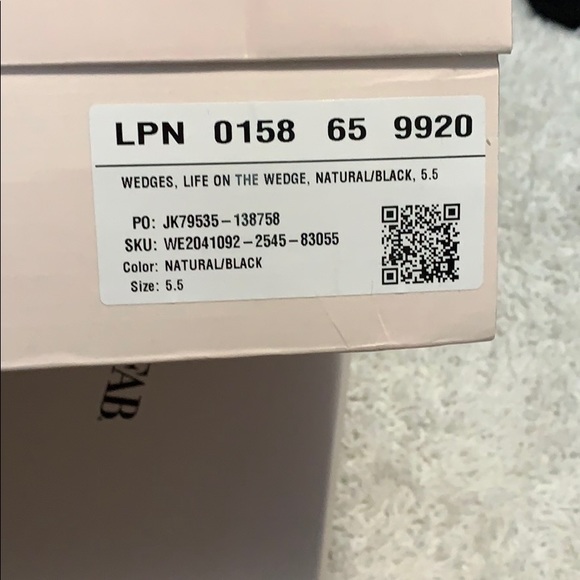 LPN 0158 65 9920
WEDGES, LIFE ON THE WEDGE, NATURAL/BLACK, 5.5
PO: JK79535-138758
SKU: WE2041092-2545-83055
Color: NATURAL/BLACK
Size: 5.5
FAB